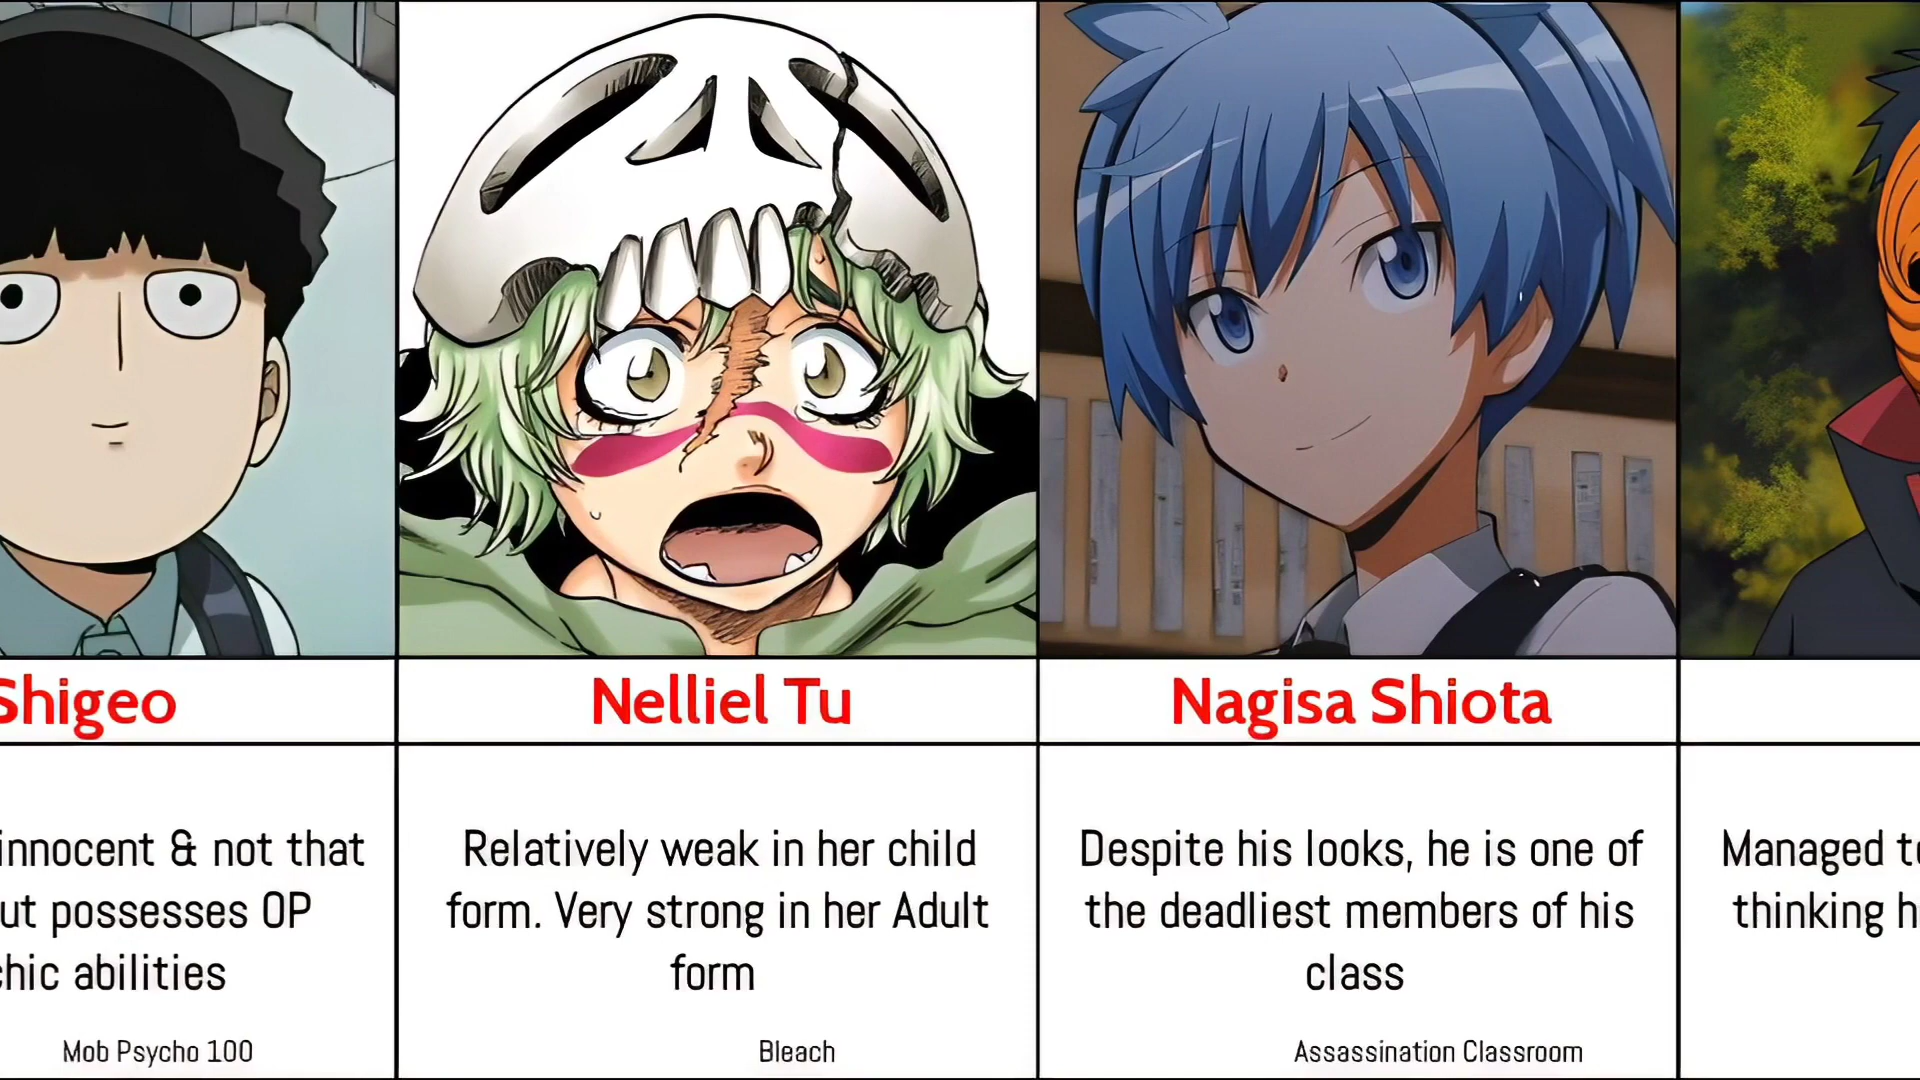 Shigeo
innocent & not that
ut possesses OP
chic abilities
Mob Psycho 100
Nelliel Tu
Relatively weak in her child
form. Very strong in her Adult
form
Bleach
Nagisa Shiota
Despite his looks, he is one of
the deadliest members of his
class
Assassination Classroom
Managed to
thinking h